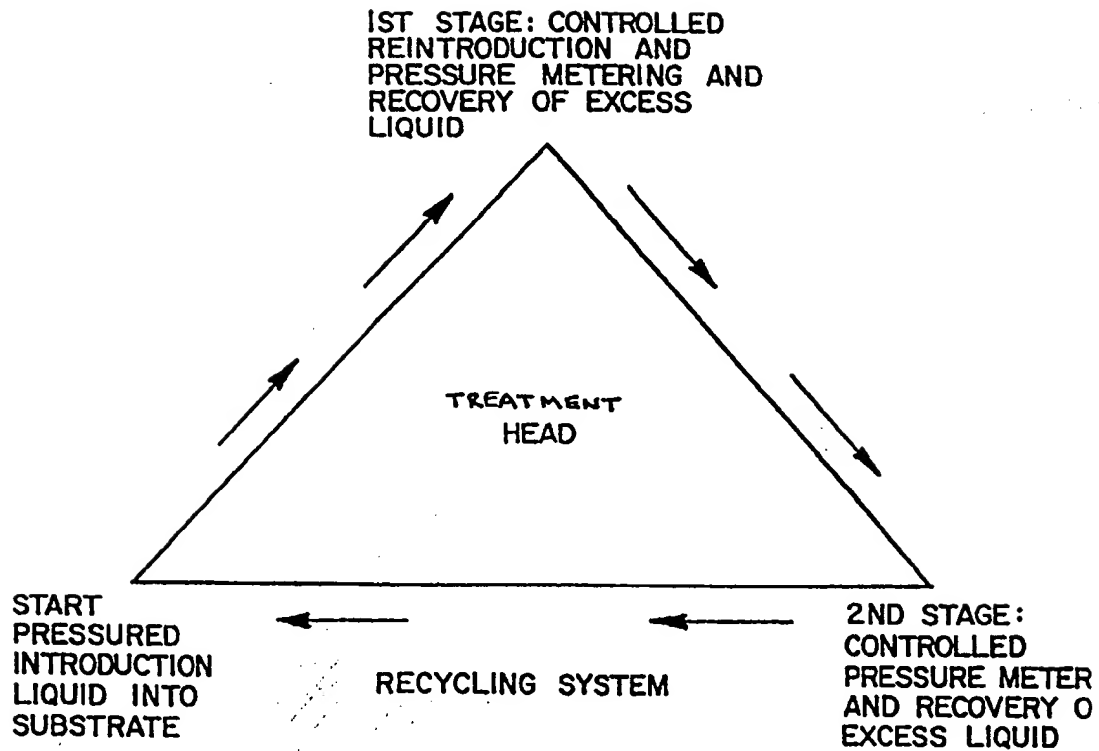 1ST STAGE: CONTROLLED
REINTRODUCTION AND
PRESSURE METERING AND
RECOVERY OF EXCESS
LIQUID
TREATMENT
HEAD
START
PRESSURED
INTRODUCTION
LIQUID INTO
SUBSTRATE
RECYCLING SYSTEM
2ND STAGE:
CONTROLLED
PRESSURE METER
AND RECOVERY O
EXCESS LIQUID